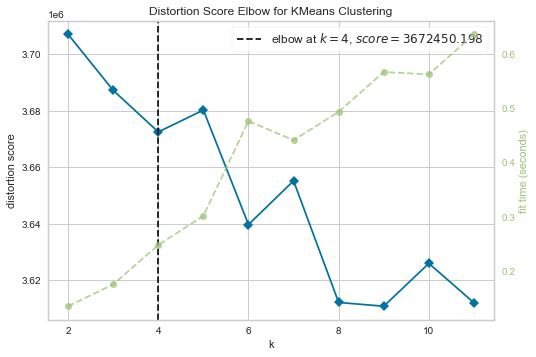 Distortion Score Elbow for KMeans Clustering
1e6
elbow at k = 4, score = 3672450.198
3.70
3.68
3.66
3.64
3.62
distortion score
0.6
0.5
0.4
0.3
0.2
fit time (seconds)
2 4 6 8 10
k